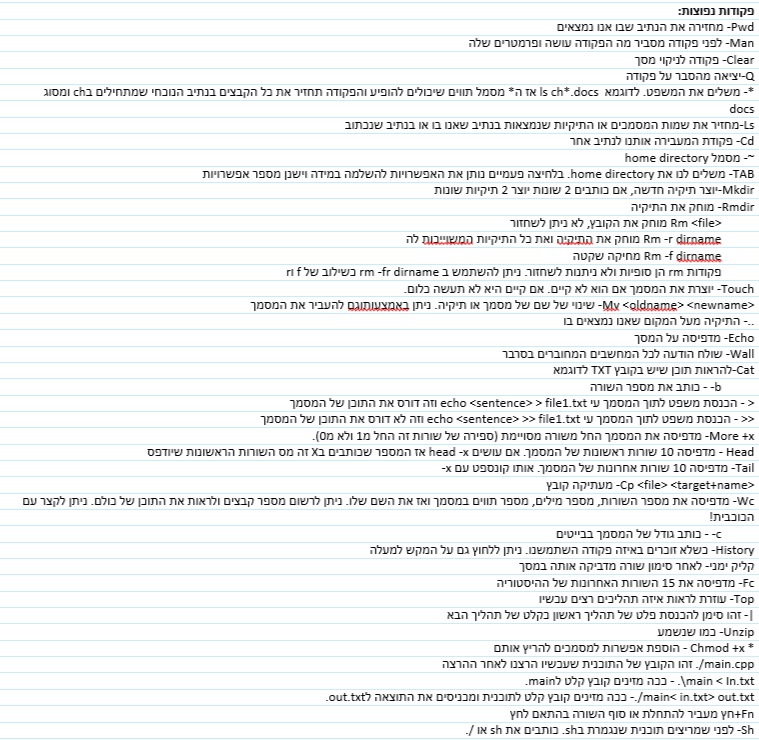 פקודות נפוצות:
Pwd- מחזירה את הנתיב שבו אנו נמצאים
Man- לפני פקודה מסביר מה הפקודה עושה ופרמטרים שלה
Clear- פקודה לניקוי מסך
Q-יציאה מהסבר על פקודה
*- משלים את המשפט. לדוגמא ls ch*.docs אז ה* מסמל תווים שיכולים להופיע והפקודה תחזיר את כל הקבצים בנתיב הנוכחי שמתחילים בch ומסוג
docs
Ls-מחזיר את שמות המסמכים או התיקיות שנמצאות בנתיב שאנו בו או בנתיב שנכתוב
Cd- פקודת המעבירה אותנו לנתיב אחר
~- מסמל home directory
TAB- משלים לנו את home directory. בלחיצה פעמיים נותן את האפשרויות להשלמה במידה וישנן מספר אפשרויות
Mkdir-יוצר תיקיה חדשה, אם כותבים 2 שונות יוצר 2 תיקיות שונות
Rmdir- מוחק את התיקיה
Rm <file> מוחק את הקובץ, לא ניתן לשחזור
Rm -r dirname מוחק את התיקיה ואת כל התיקיות המשוייכות לה
Rm -f dirname מחיקה שקטה
פקודות rm הן סופיות ולא ניתנות לשחזור. ניתן להשתמש ב rm -fr dirname כשילוב של f וr
Touch- יוצרת את המסמך אם הוא לא קיים. אם קיים היא לא תעשה כלום.
Mv <oldname> <newname>- שינוי של שם של מסמך או תיקיה. ניתן באמצעותוגם להעביר את המסמך
..- התיקיה מעל המקום שאנו נמצאים בו
Echo- מדפיסה על המסך
Wall- שולח הודעה לכל המחשבים המחוברים בסרבר
Cat-להראות תוכן שיש בקובץ TXT לדוגמא
-b - כותב את מספר השורה
> - הכנסת משפט לתוך המסמך עי echo <sentence> > file1.txt וזה דורס את התוכן של המסמך
>> - הכנסת משפט לתוך המסמך עי echo <sentence> >> file1.txt וזה לא דורס את התוכן של המסמך
More +x- מדפיסה את המסמך החל משורה מסויימת (ספירה של שורות זה החל מ1 ולא מ0).
Head - מדפיסה 10 שורות ראשונות של המסמך. אם עושים head -x אז המספר שכותבים בX זה מס השורות הראשונות שיודפס
Tail- מדפיסה 10 שורות אחרונות של המסמך. אותו קונספט עם x-
Cp <file> <target+name>- מעתיקה קובץ
Wc- מדפיסה את מספר השורות, מספר מילים, מספר תווים במסמך ואז את השם שלו. ניתן לרשום מספר קבצים ולראות את התוכן של כולם. ניתן לקצר עם
הכוכבית!
-c - כותב גודל של המסמך בבייטים
History- כשלא זוכרים באיזה פקודה השתמשנו. ניתן ללחוץ גם על המקש למעלה
קליק ימני- לאחר סימון שורה מדביקה אותה במסך
Fc- מדפיסה את 15 השורות האחרונות של ההיסטוריה
Top- עוזרת לראות איזה תהליכים רצים עכשיו
|- זהו סימן להכנסת פלט של תהליך ראשון כקלט של תהליך הבא
Unzip- כמו שנשמע
Chmod +x * - הוספת אפשרות למסמכים להריץ אותם
./main.cpp זהו הקובץ של התוכנית שעכשיו הרצנו לאחר ההרצה
.\main < In.txt - ככה מזינים קובץ קלט לmain.
./main< in.txt> out.txt- ככה מזינים קובץ קלט לתוכנית ומכניסים את התוצאה לout.txt.
Fn+חץ מעביר להתחלת או סוף השורה בהתאם לחץ
Sh- לפני שמריצים תוכנית שנגמרת בsh. כותבים את sh או ./